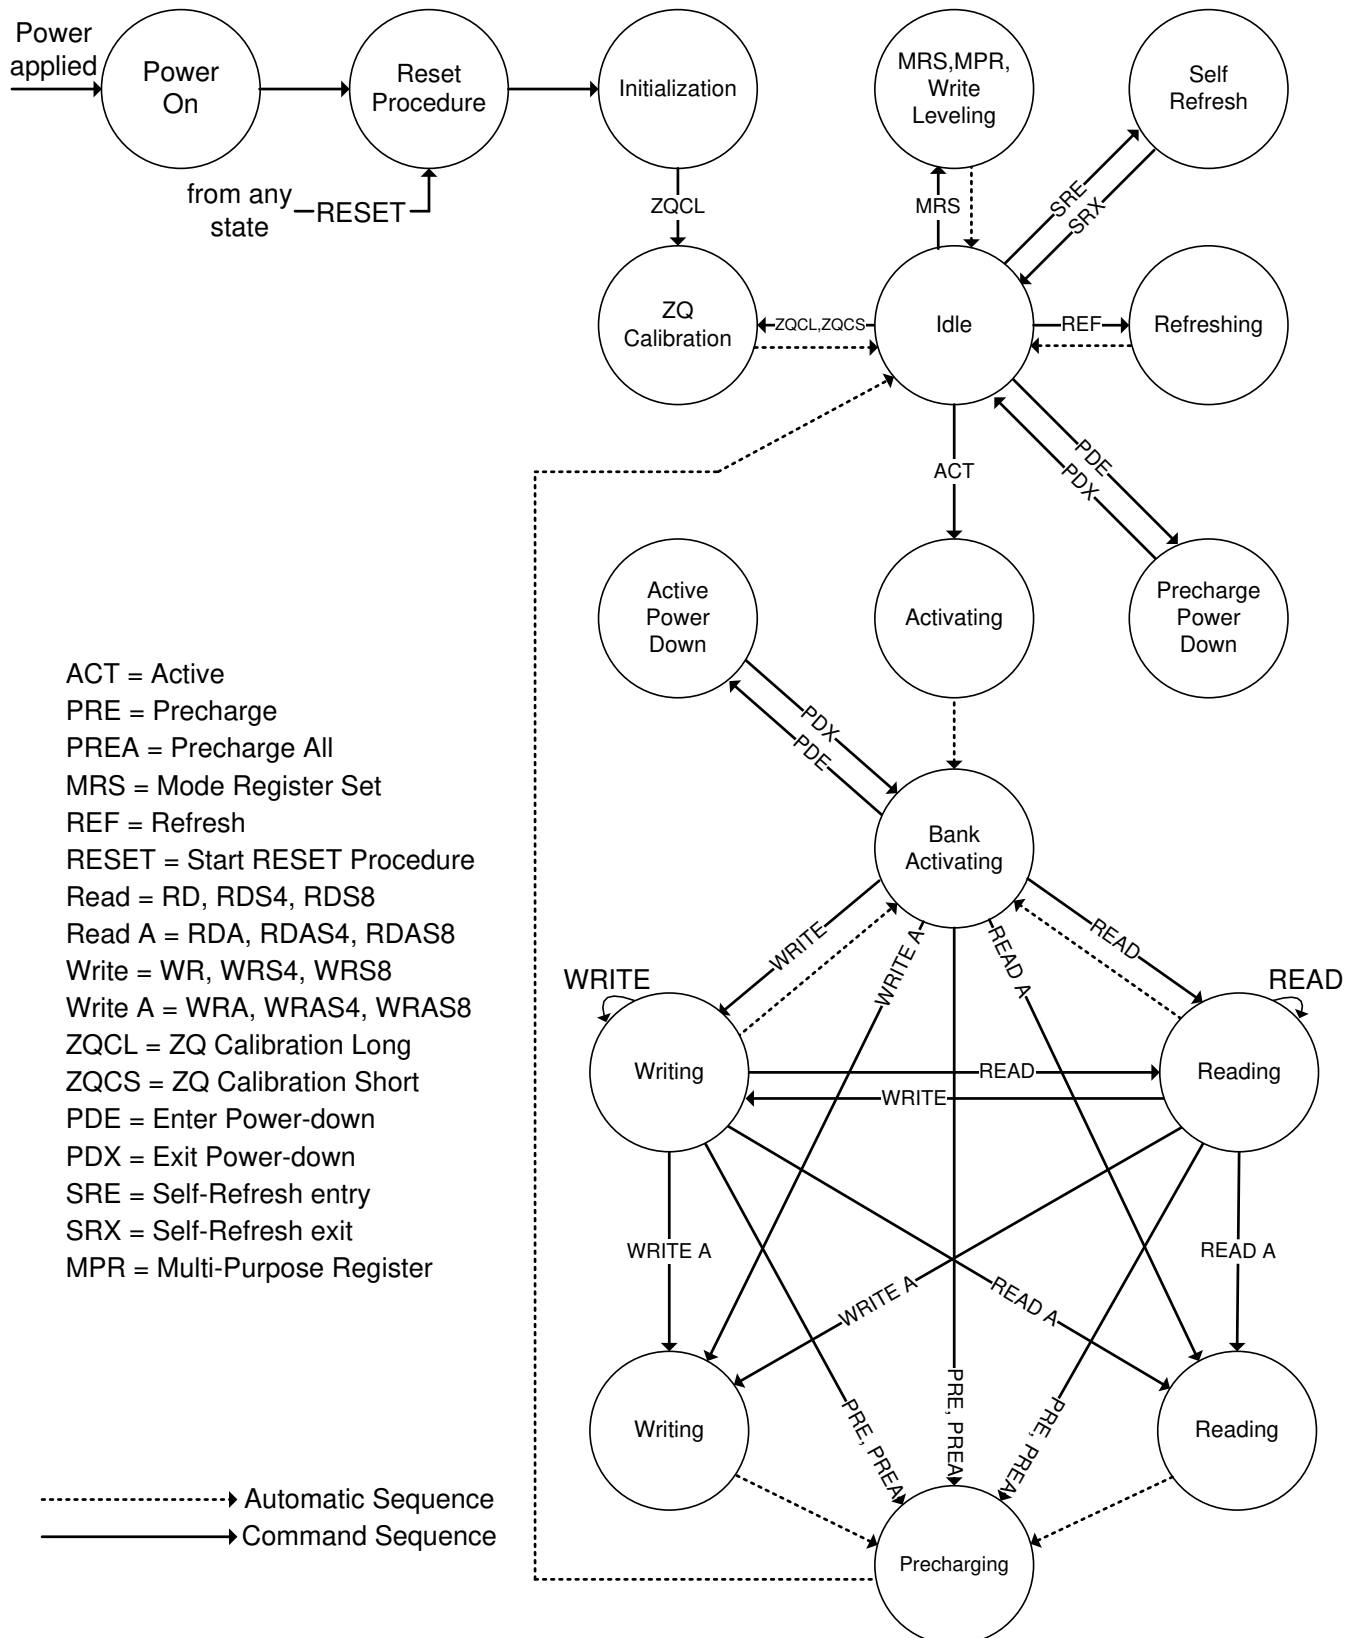 Power
applied
Power
On
Reset
Procedure
Initialization
MRS,MPR,
Write
Leveling
Self
Refresh
from any
state
RESET
ZQCL
MRS
SRE
SRX
ZQ
Calibration
ZQCL,ZQCS
Idle
REF
Refreshing
ACT
PDE
PDX
Active
Power
Down
Activating
Precharge
Power
Down
PDX
PDE
Bank
Activating
ACT = Active
PRE = Precharge
PREA = Precharge All
MRS = Mode Register Set
REF = Refresh
RESET = Start RESET Procedure
Read = RD, RDS4, RDS8
Read A = RDA, RDAS4, RDAS8
Write = WR, WRS4, WRS8
Write A = WRA, WRAS4, WRAS8
ZQCL = ZQ Calibration Long
ZQCS = ZQ Calibration Short
PDE = Enter Power-down
PDX = Exit Power-down
SRE = Self-Refresh entry
SRX = Self-Refresh exit
MPR = Multi-Purpose Register
WRITE
WRITE A
READ A
READ
WRITE
READ
Writing
READ
WRITE
Reading
WRITE A
WRITE A
READ A
READ A
Writing
PRE, PREA
PRE, PREA
PRE, PREA
Reading
Precharging
Automatic Sequence
Command Sequence